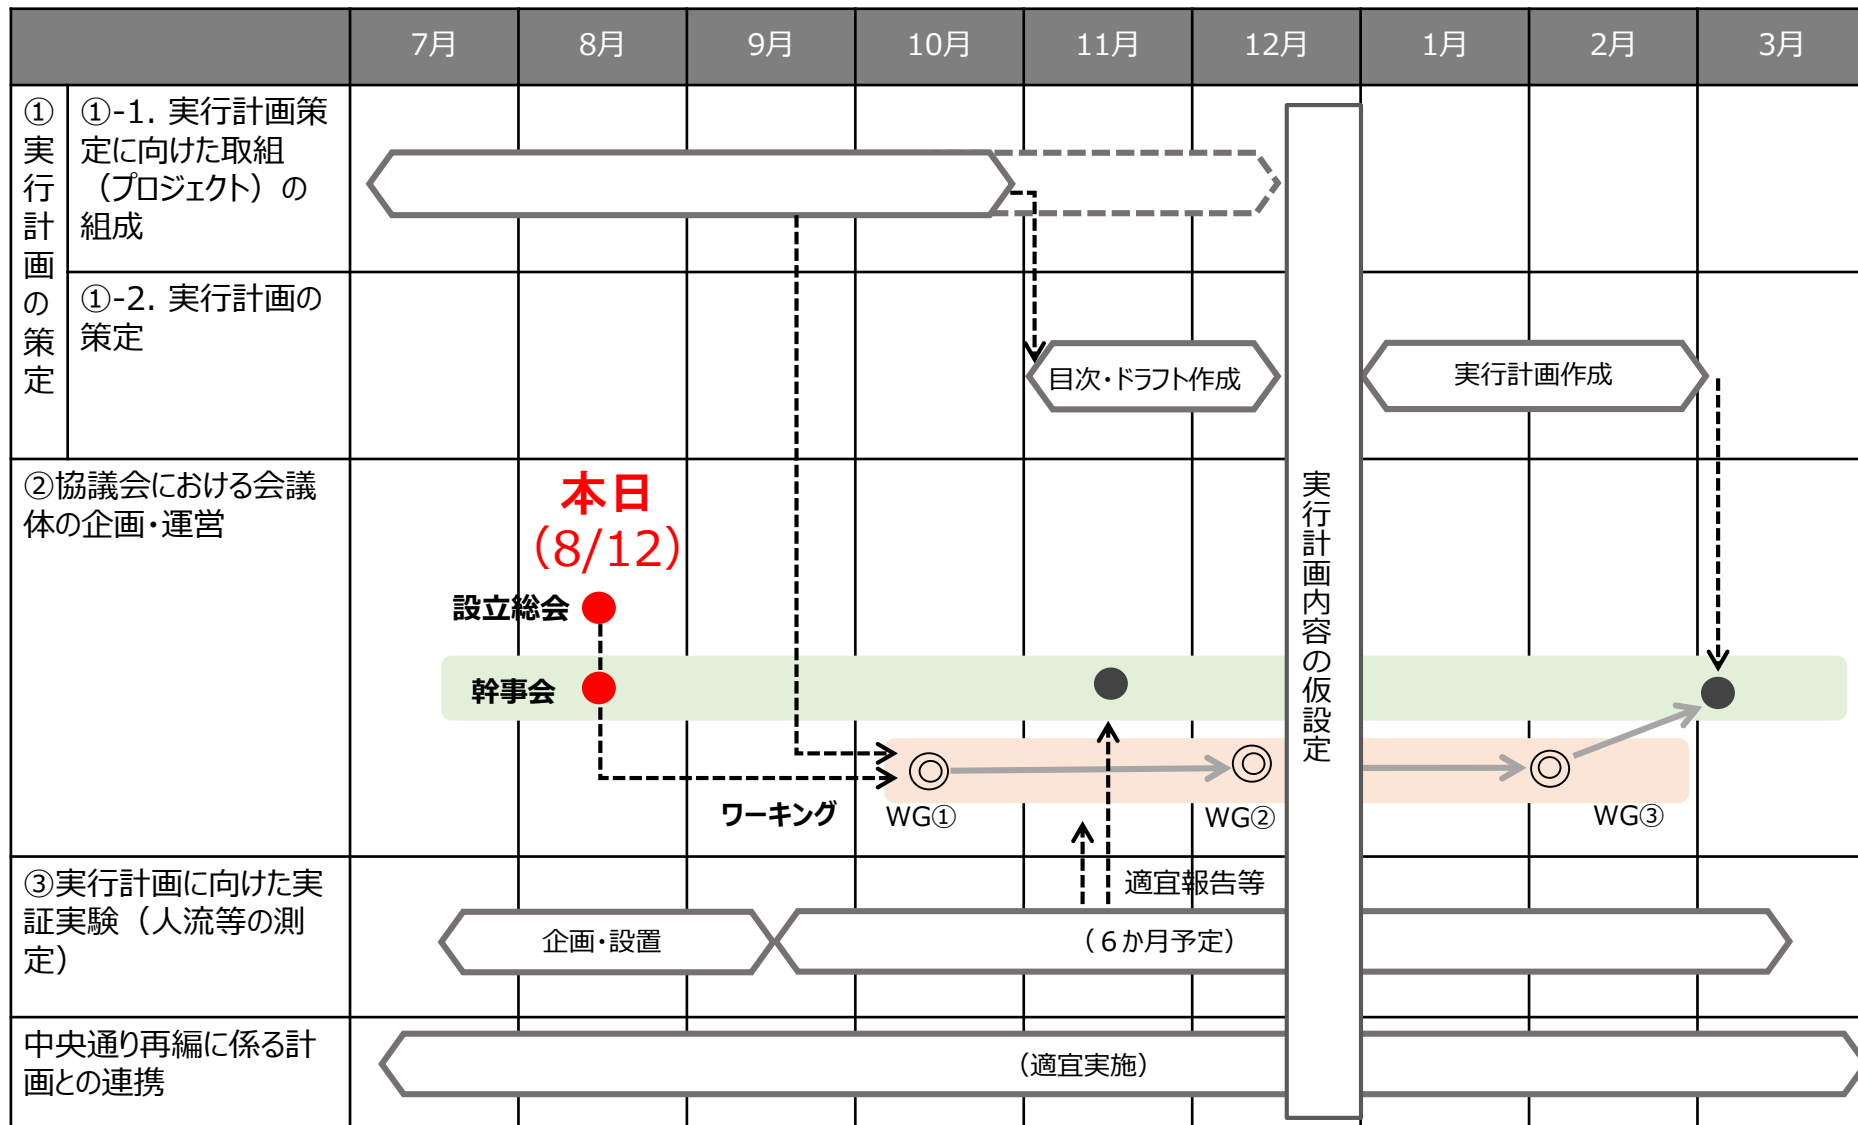 7月 8月 9月 10月 11月 12月 1月 2月 3月
①実行計画の策定
①-1. 実行計画策
定に向けた取組
（プロジェクト）の
組成
①-2. 実行計画の
策定
目次・ドラフト作成
実行計画作成
実行計画内容の仮設定
②協議会における会議
体の企画・運営
本日
（8/12）
設立総会
幹事会
ワーキング
WG①
WG②
WG③
③実行計画に向けた実
証実験（人流等の測
定）
適宜報告等
企画・設置
（６か月予定）
中央通り再編に係る計
画との連携
（適宜実施）